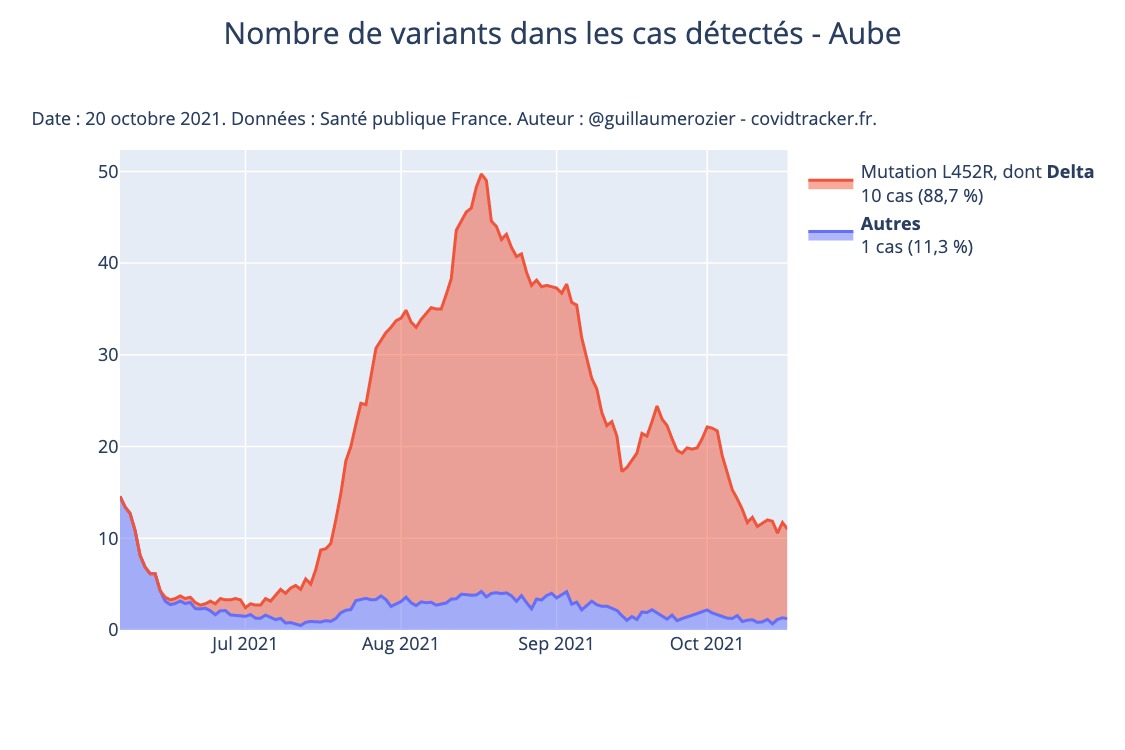 Nombre de variants dans les cas détectés - Aube
Date : 20 octobre 2021. Données : Santé publique France. Auteur : @guillaumerozier - covidtracker.fr.
50
40
30
20
10
0
Jul 2021
Aug 2021
Sep 2021
Oct 2021
Mutation L452R, dont Delta
10 cas (88,7 %)
Autres
1 cas (11,3 %)